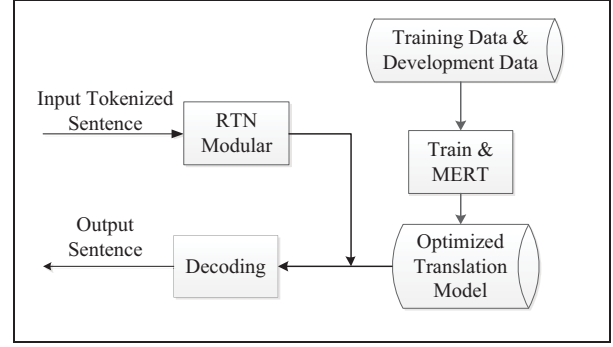 Training Data &
Development Data
Input Tokenized
Sentence
RTN
Modular
Train &
MERT
Output
Sentence
Decoding
Optimized
Translation
Model